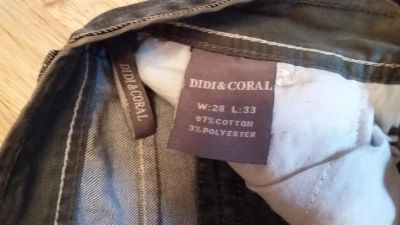 DIDI & CORAL
DIDI & CORAL
W:28 L:33
97% COTTON
3% POLYESTER